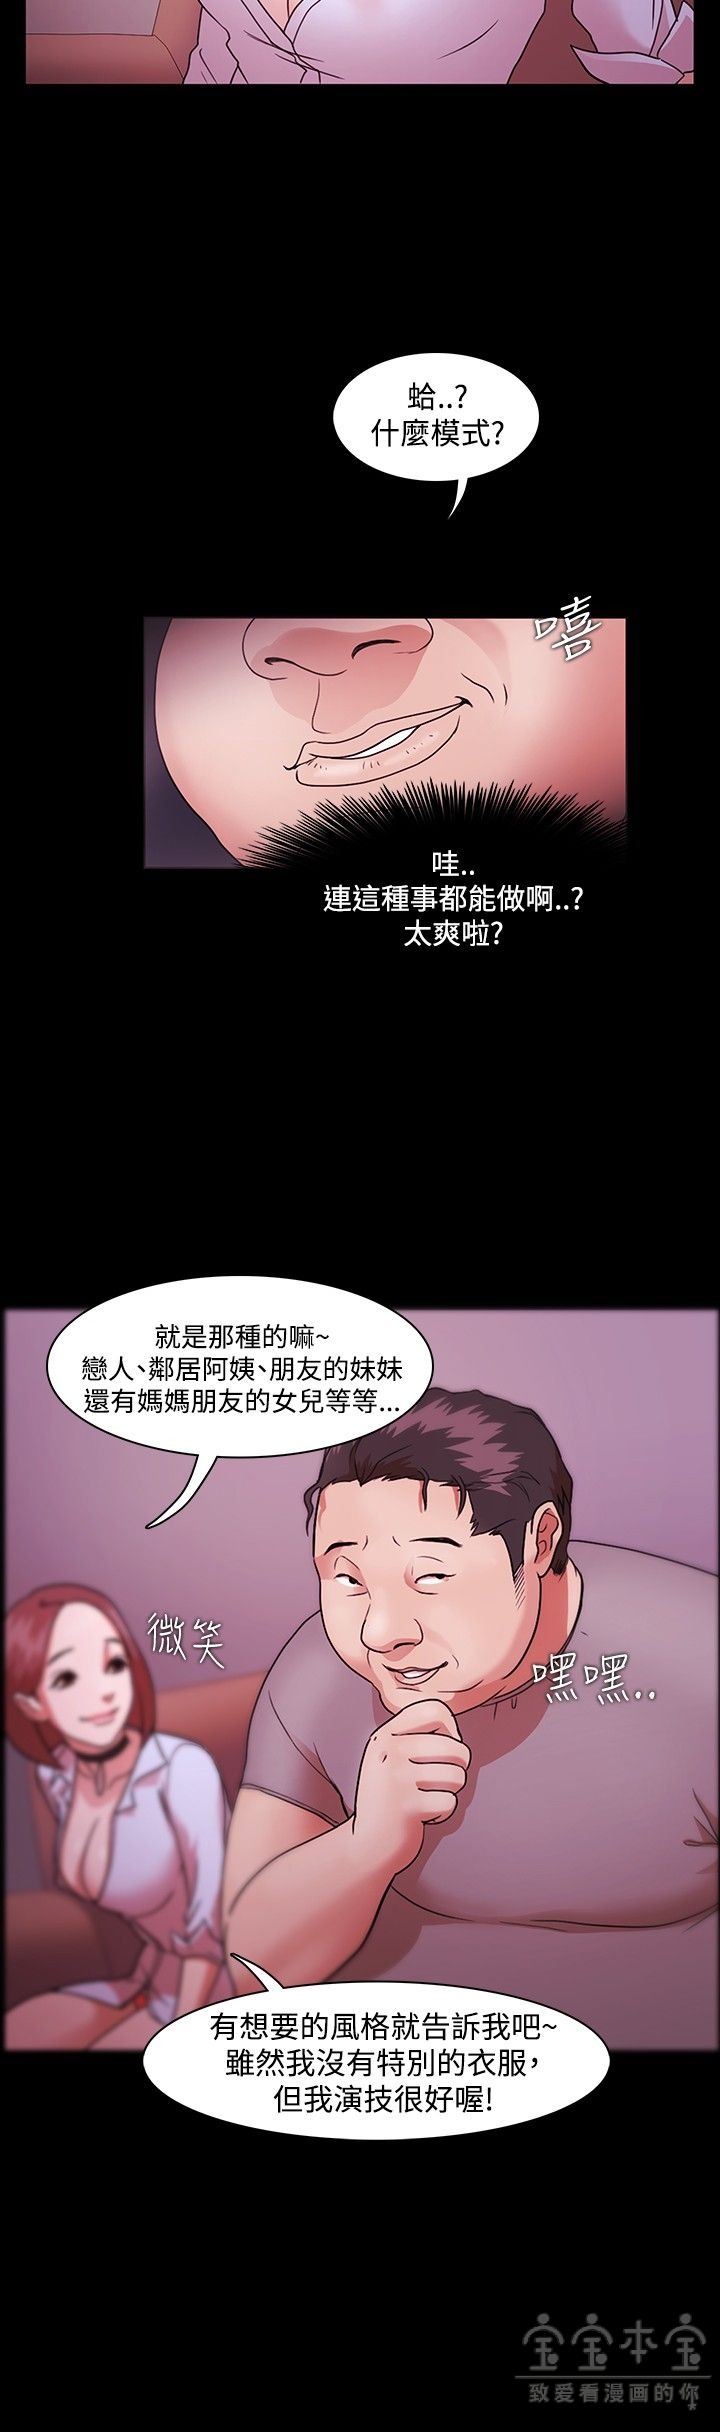 蛤..?
什麼模式?
嘻
哇..
連這種事都能做啊..?
太爽啦?
就是那種的嘛~
戀人、鄰居阿姨、朋友的妹妹
還有媽媽朋友的女兒等等...
微笑
嘿嘿..
有想要的風格就告訴我吧~
雖然我沒有特別的衣服,
但我演技很好喔!
宝宝本宝
致爱看漫画的你